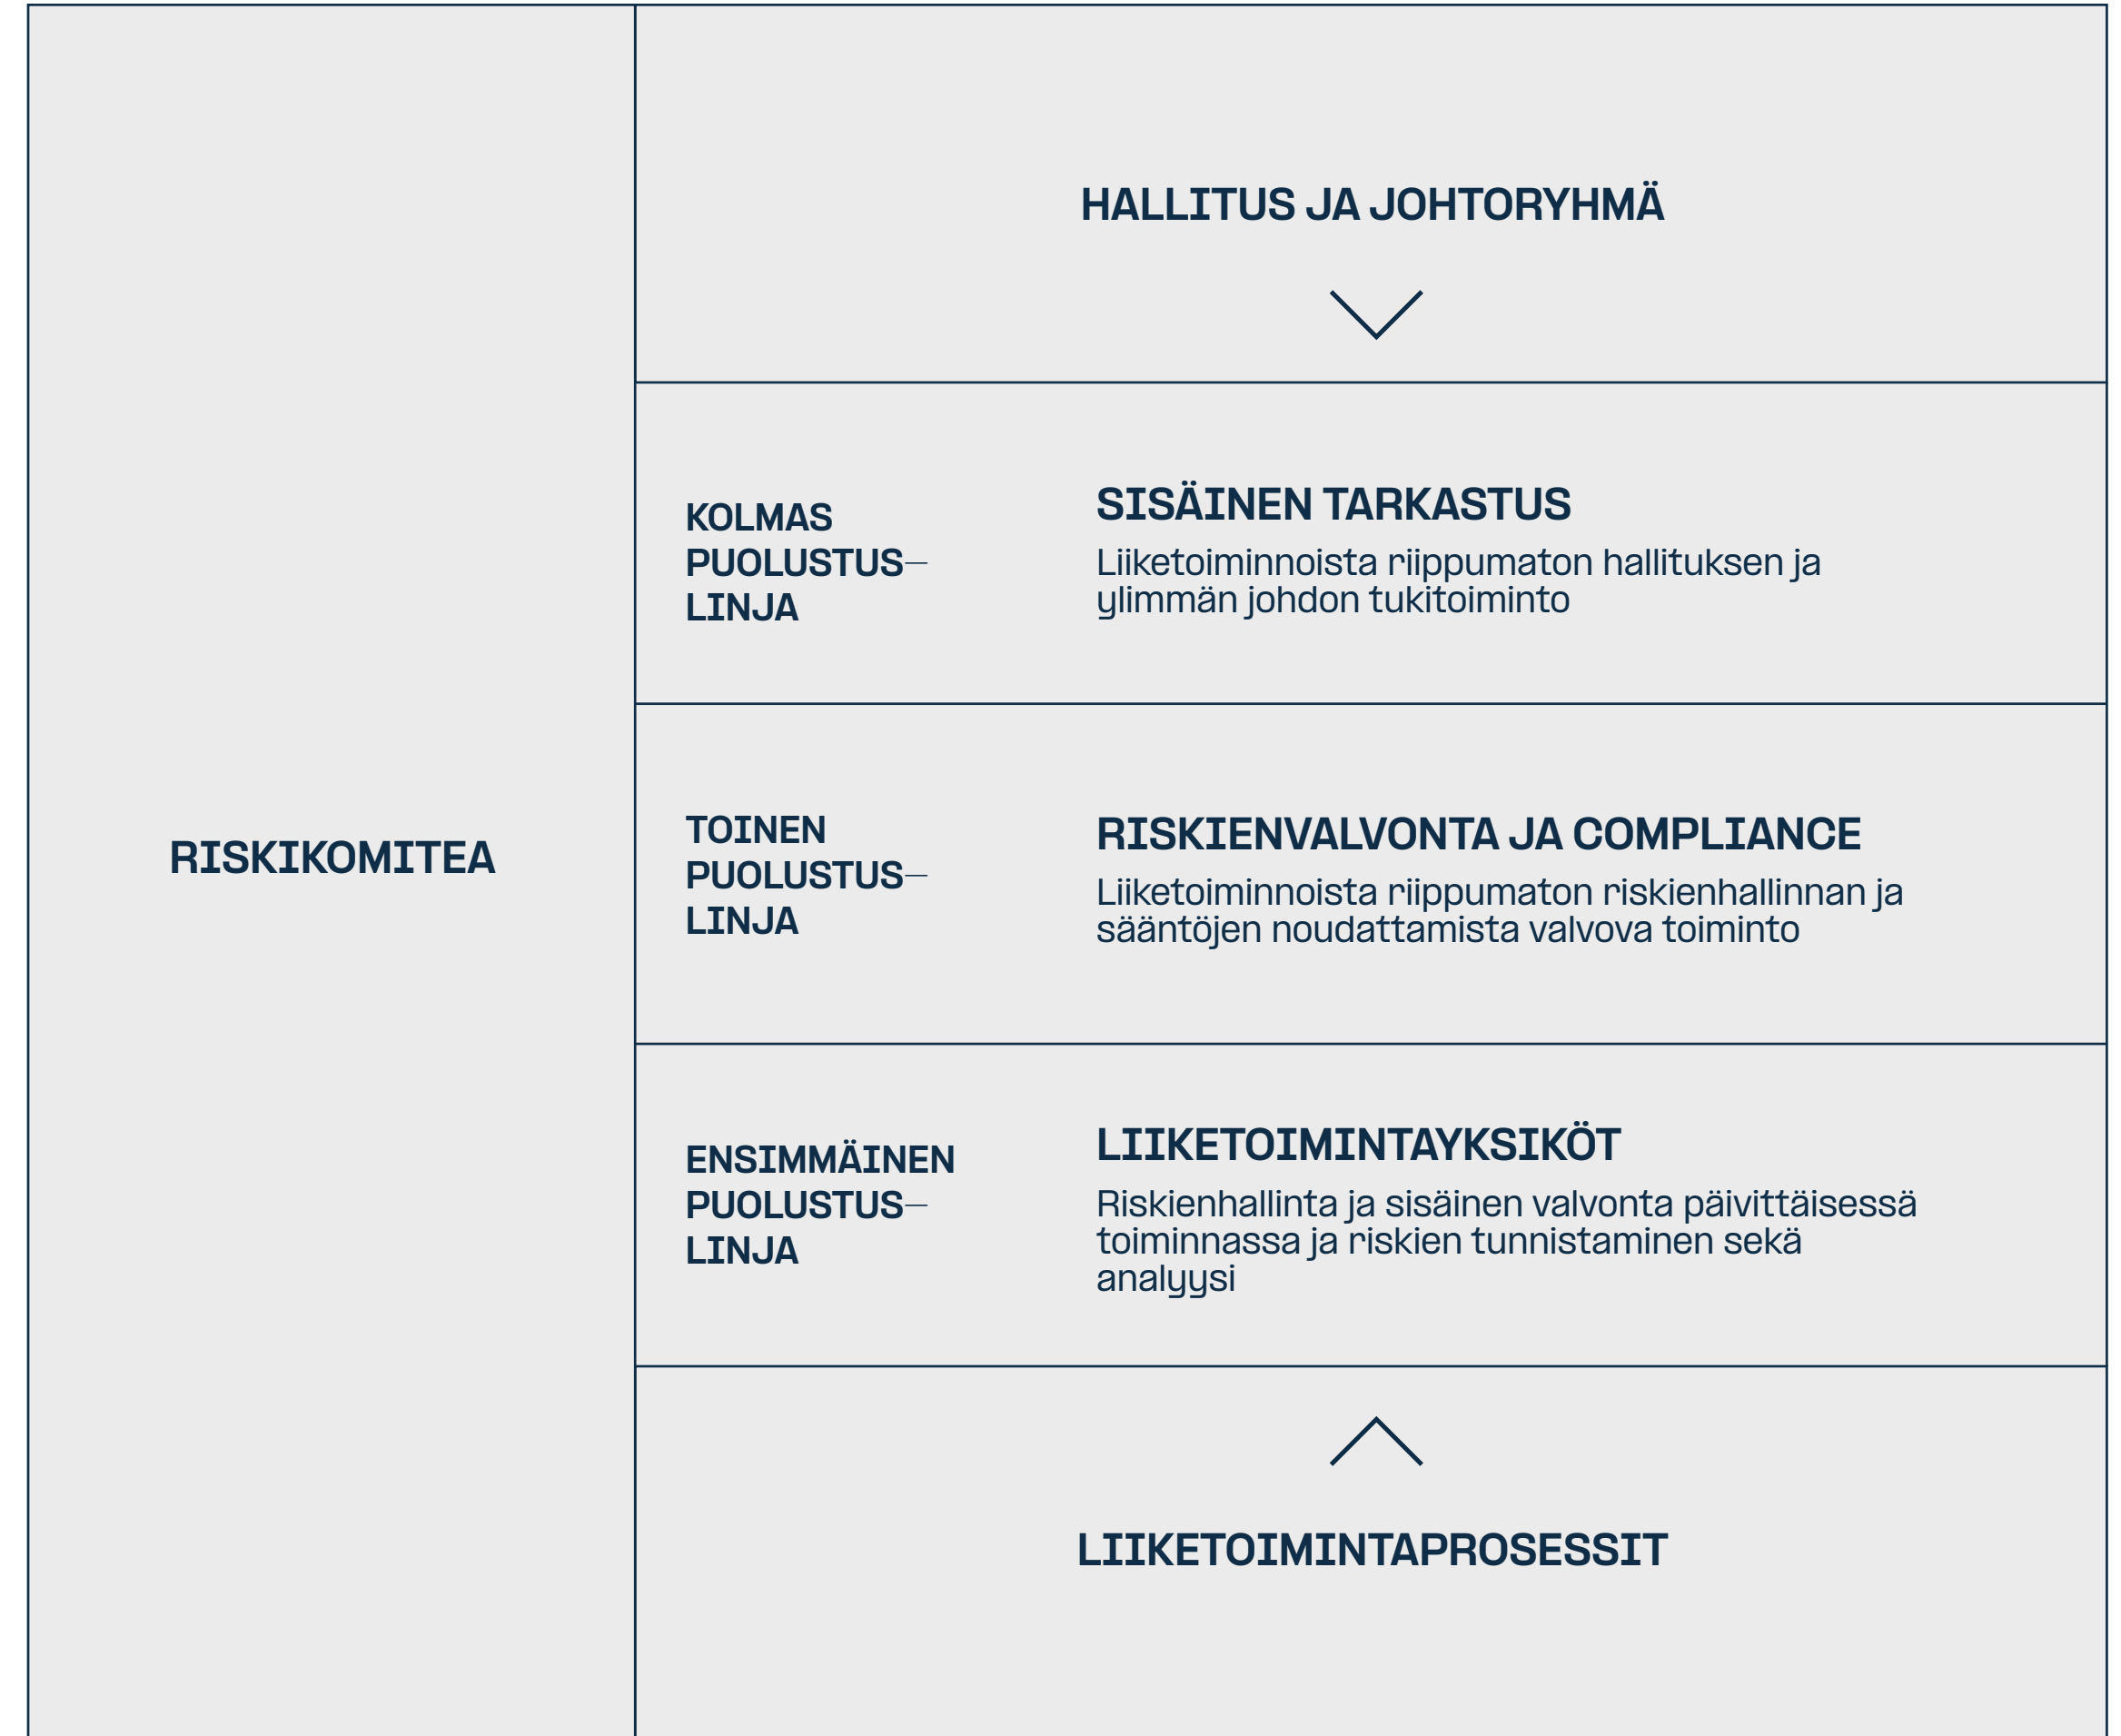 HALLITUS JA JOHTORYHMÄ
KOLMAS
PUOLUSTUS–
LINJA
SISÄINEN TARKASTUS
Liiketoiminnoista riippumaton hallituksen ja
ylimmän johdon tukitoiminto
RISKIKOMITEA
TOINEN
PUOLUSTUS–
LINJA
RISKIENVALVONTA JA COMPLIANCE
Liiketoiminnoista riippumaton riskienhallinnan ja
sääntöjen noudattamista valvova toiminto
ENSIMMÄINEN
PUOLUSTUS–
LINJA
LIIKETOIMINTAYKSIKÖT
Riskienhallinta ja sisäinen valvonta päivittäisessä
toiminnassa ja riskien tunnistaminen sekä
analyysi
LIIKETOIMINTAPROSESSIT